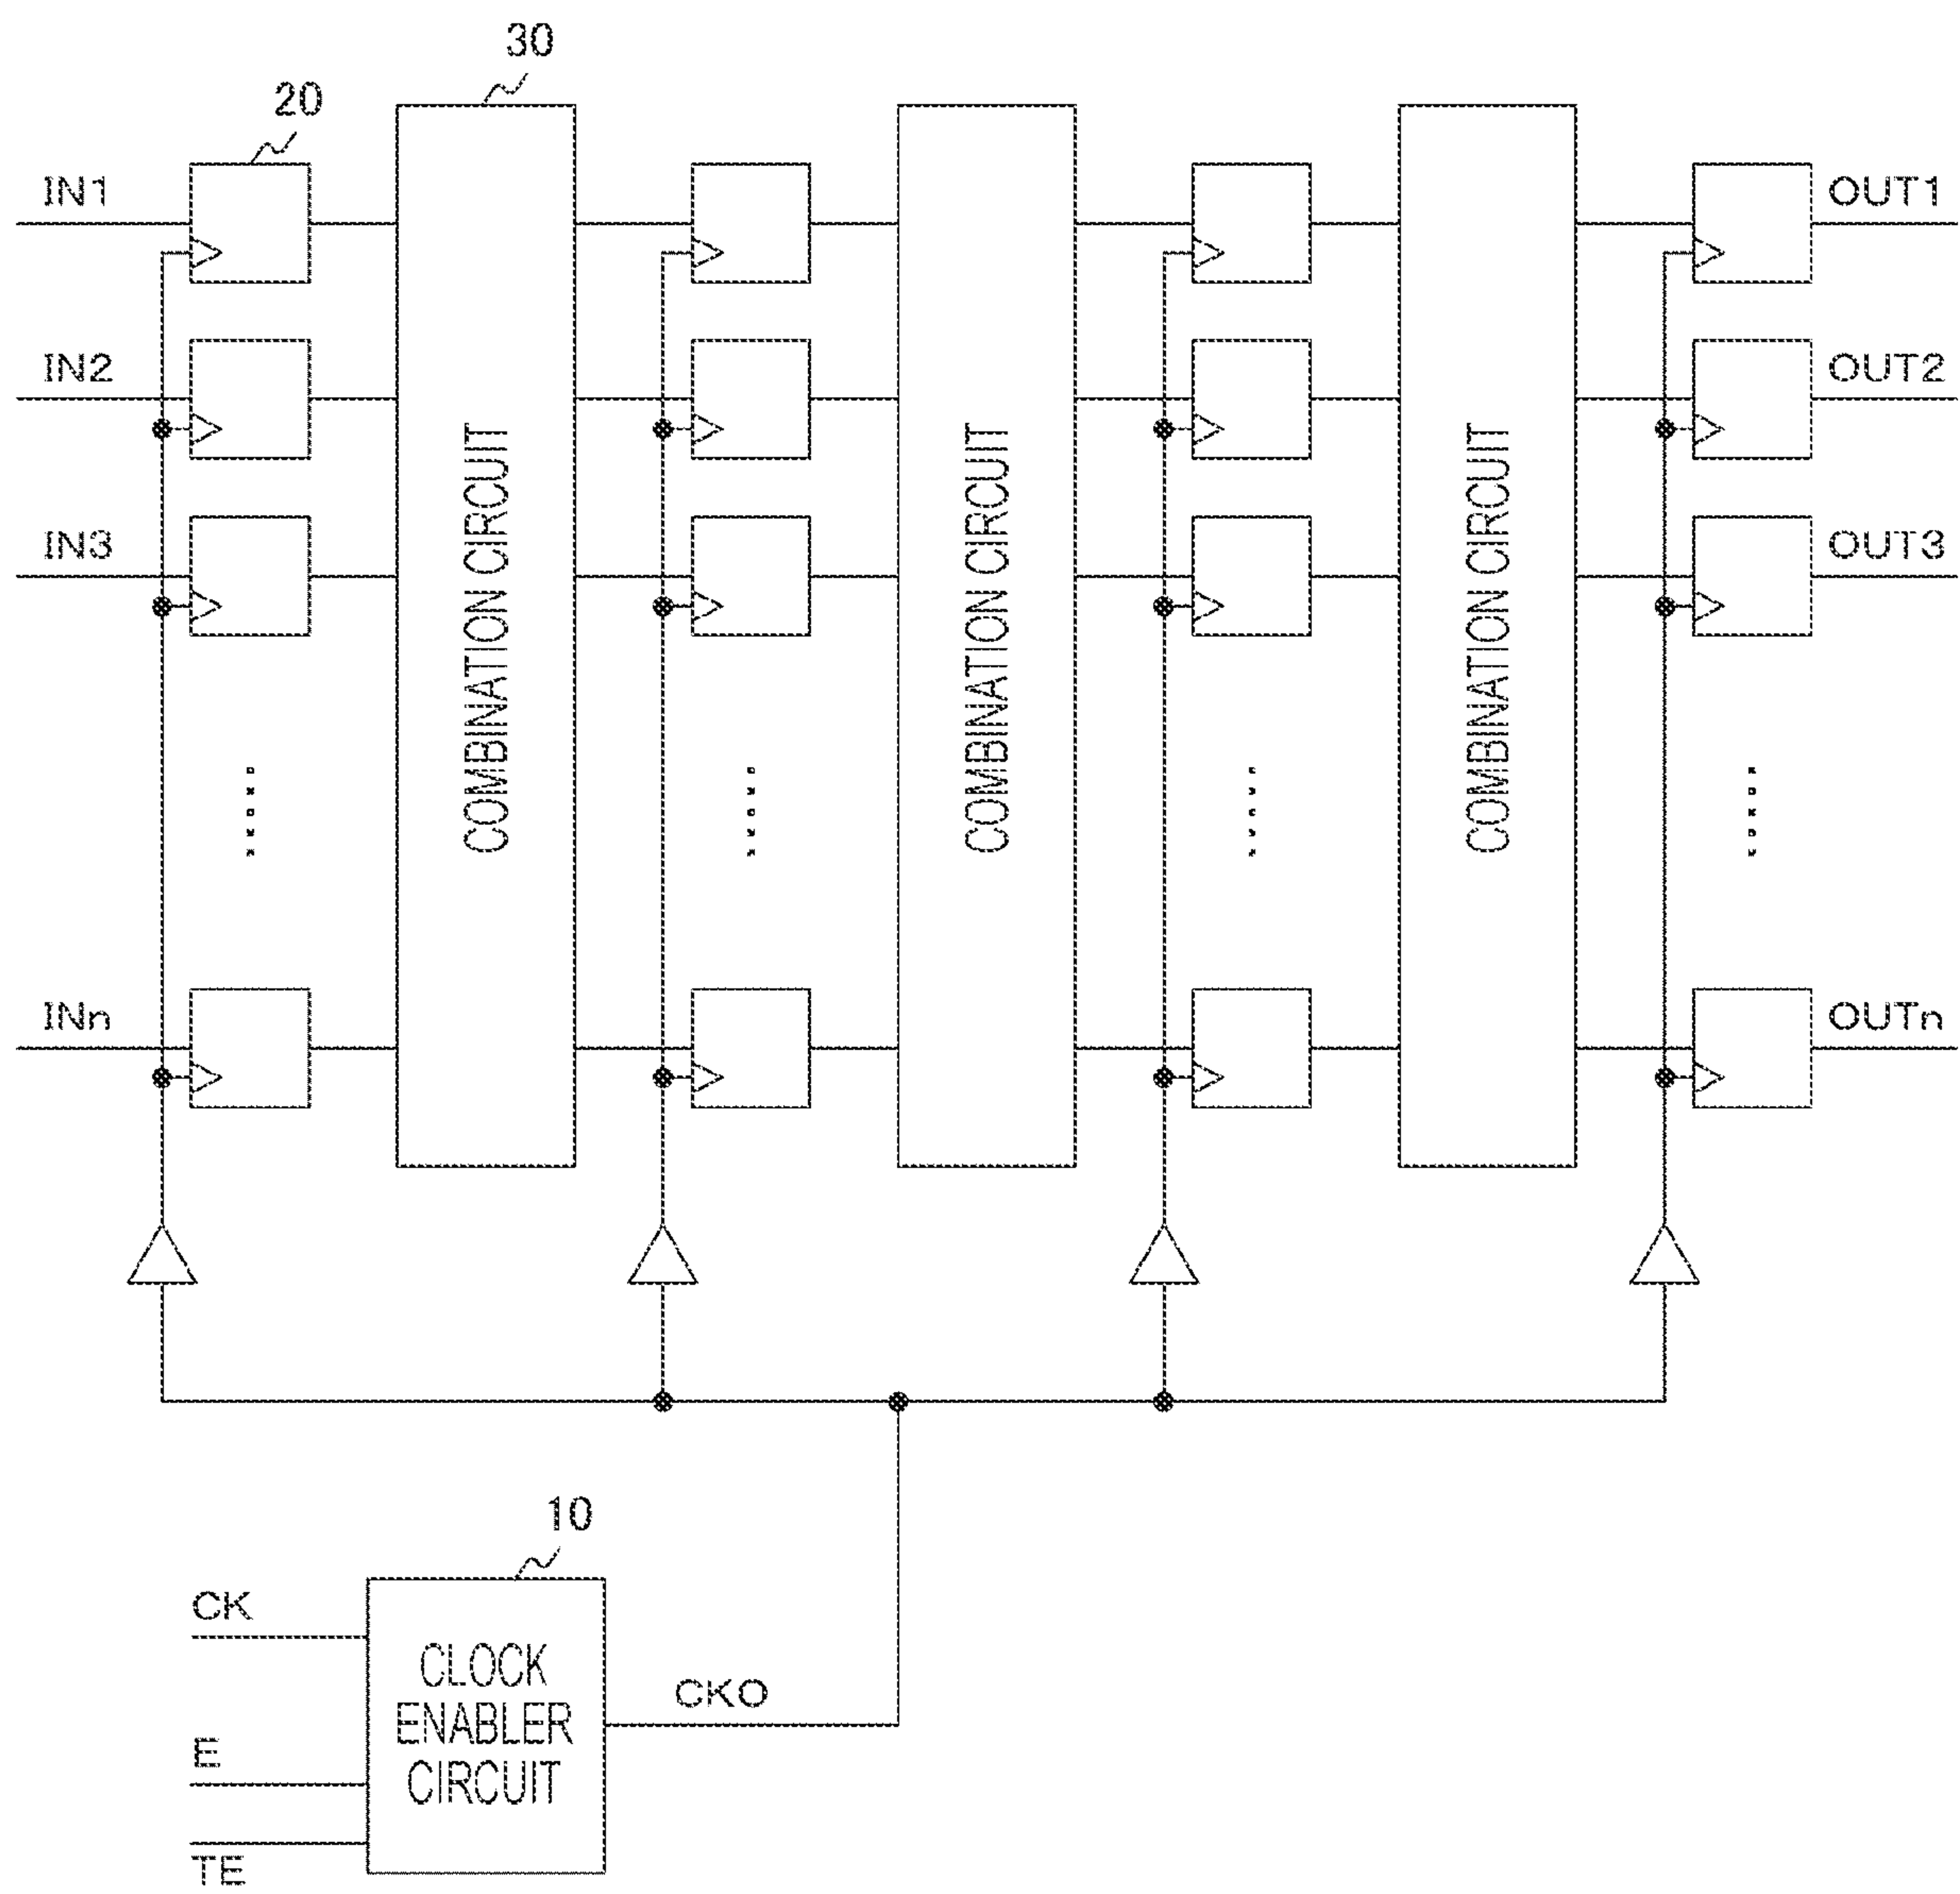 30
20
IN1
OUT1
IN2
OUT2
IN3
OUT3
COMBINATION CIRCUIT
COMBINATION CIRCUIT
COMBINATION CIRCUIT
INn
OUTn
10
CK
CLOCK
ENABLER
CIRCUIT
CKO
E
TE